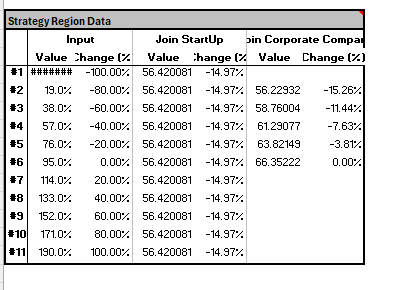 Strategy Region Data
Input Join StartUp oin Corporate Compar
Value Change (% Value Change (% Value Change (%)
#1 ####### -100.00% 56.420081 -14.97%
#2 19.0% -80.00% 56.420081 -14.97% 56.22932 -15.26%
#3 38.0% -60.00% 56.420081 -14.97% 58.76004 -11.44%
#4 57.0% -40.00% 56.420081 -14.97% 61.29077 -7.63%
#5 76.0% -20.00% 56.420081 -14.97% 63.82149 -3.81%
#6 95.0% 0.00% 56.420081 -14.97% 66.35222 0.00%
#7 114.0% 20.00% 56.420081 -14.97%
#8 133.0% 40.00% 56.420081 -14.97%
#9 152.0% 60.00% 56.420081 -14.97%
#10 171.0% 80.00% 56.420081 -14.97%
#11 190.0% 100.00% 56.420081 -14.97%